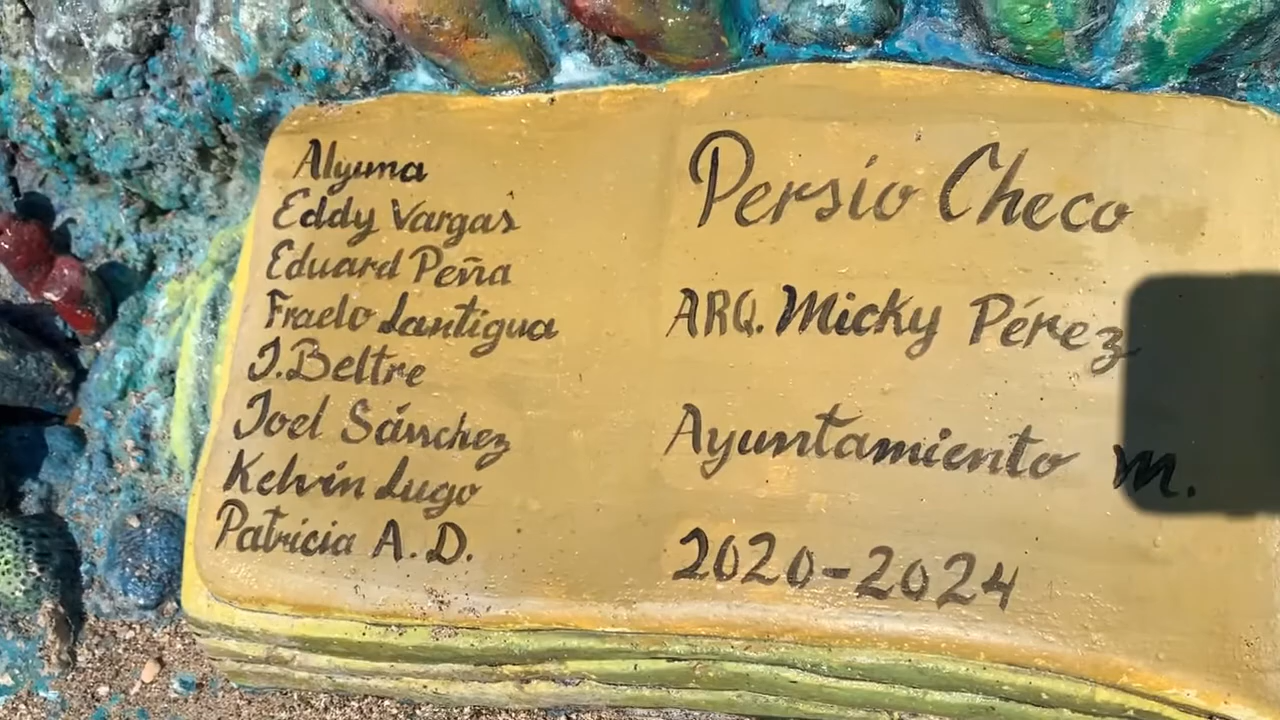 Alyuna
Eddy Vargas
Eduard Peña
Fraelo Lantigua
J. Beltre
Joel Sánchez
Kelvin Lugo
Patricia A. D.
Persio Checo
ARQ. Micky Pérez
Ayuntamiento M.
2020-2024